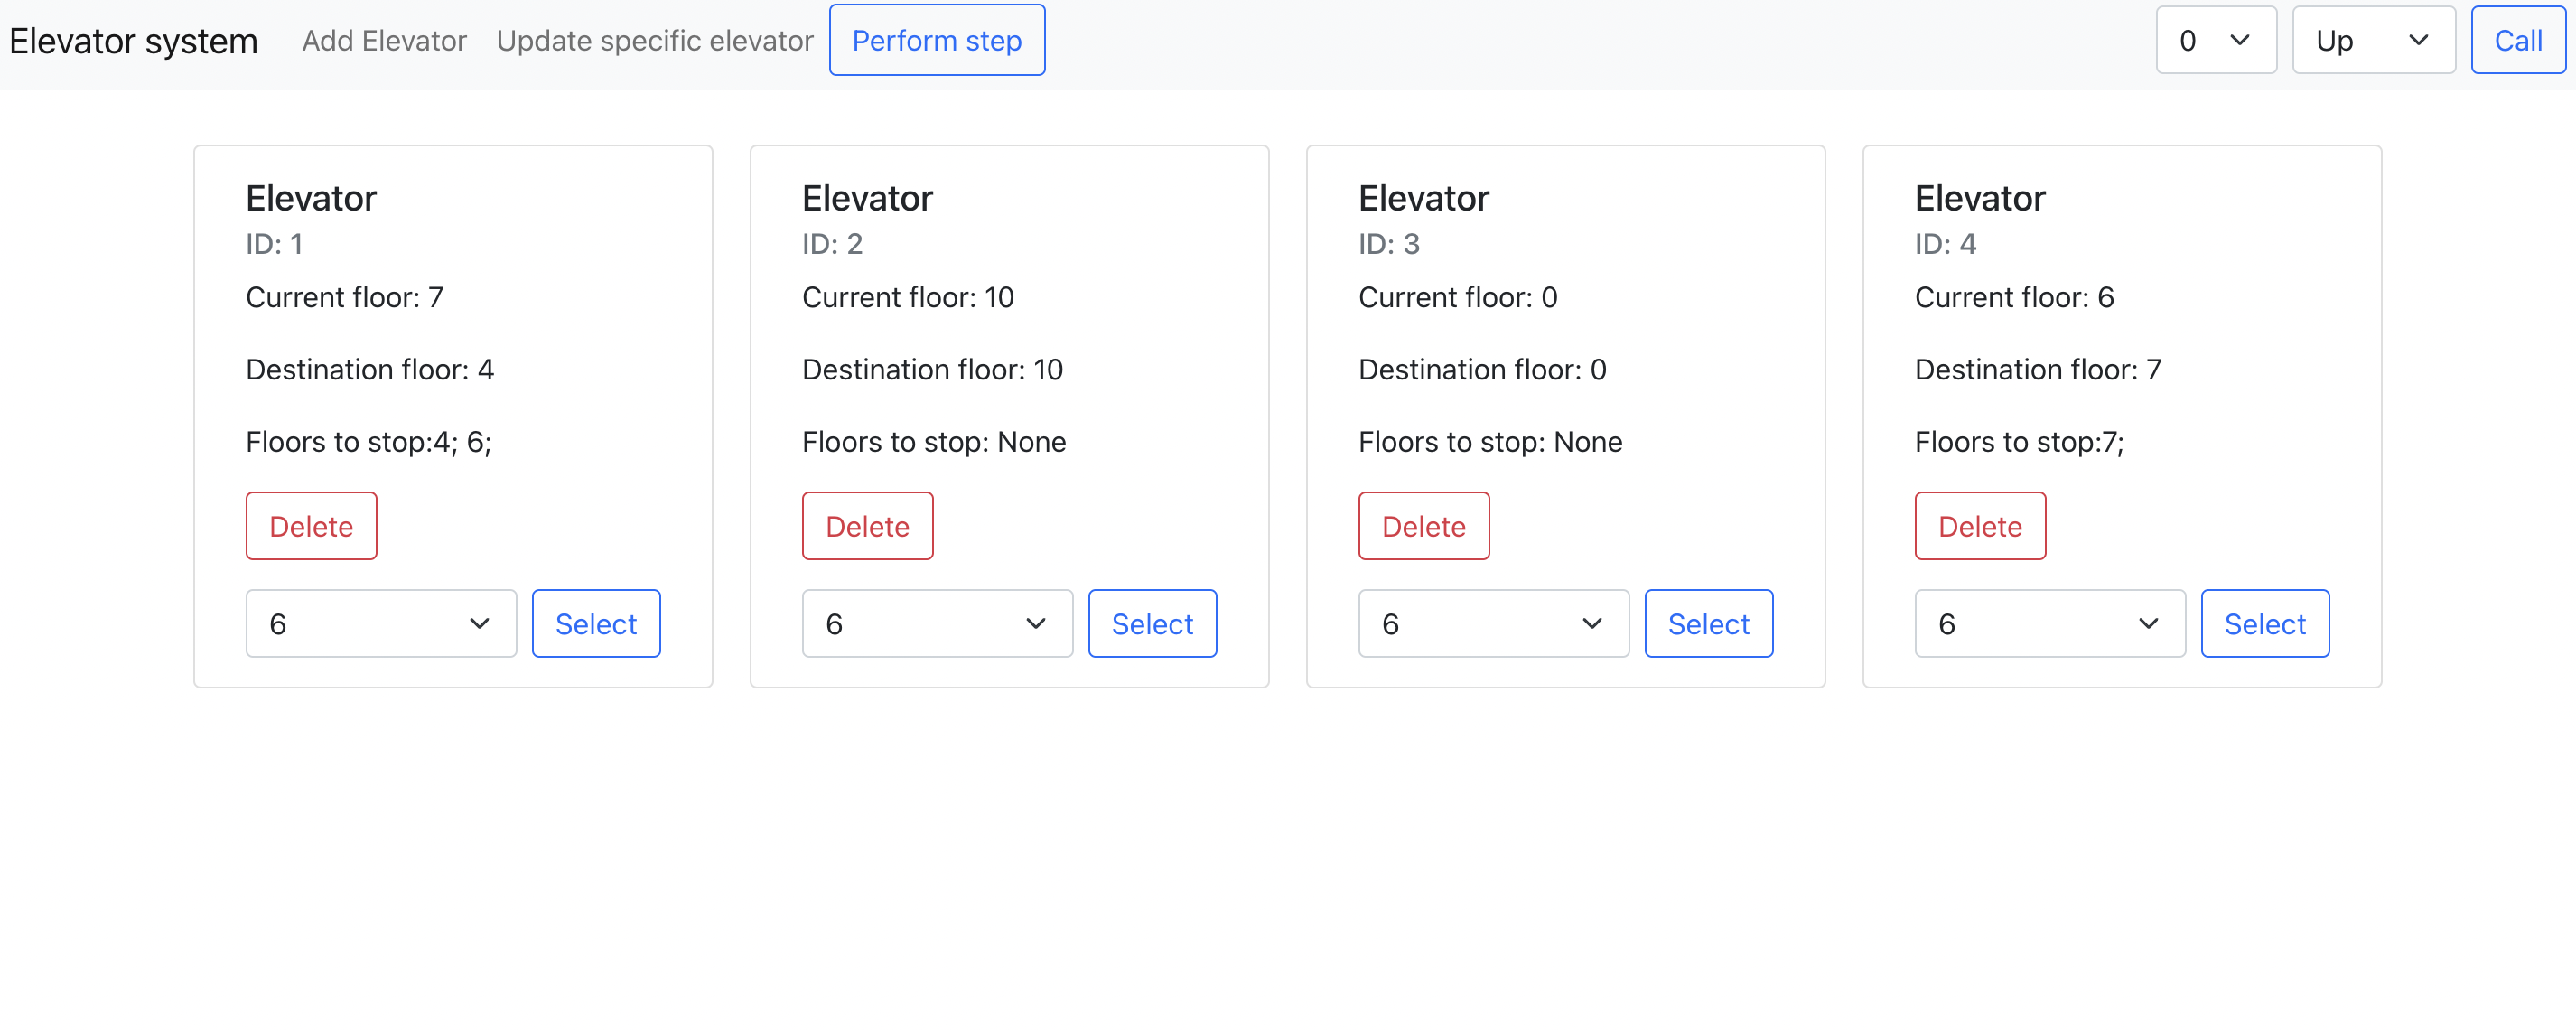 Elevator system Add Elevator Update specific elevator Perform step 0 Up Call
Elevator
ID: 1
Current floor: 7
Destination floor: 4
Floors to stop:4; 6;
Delete
6 Select
Elevator
ID: 2
Current floor: 10
Destination floor: 10
Floors to stop: None
Delete
6 Select
Elevator
ID: 3
Current floor: 0
Destination floor: 0
Floors to stop: None
Delete
6 Select
Elevator
ID: 4
Current floor: 6
Destination floor: 7
Floors to stop:7;
Delete
6 Select